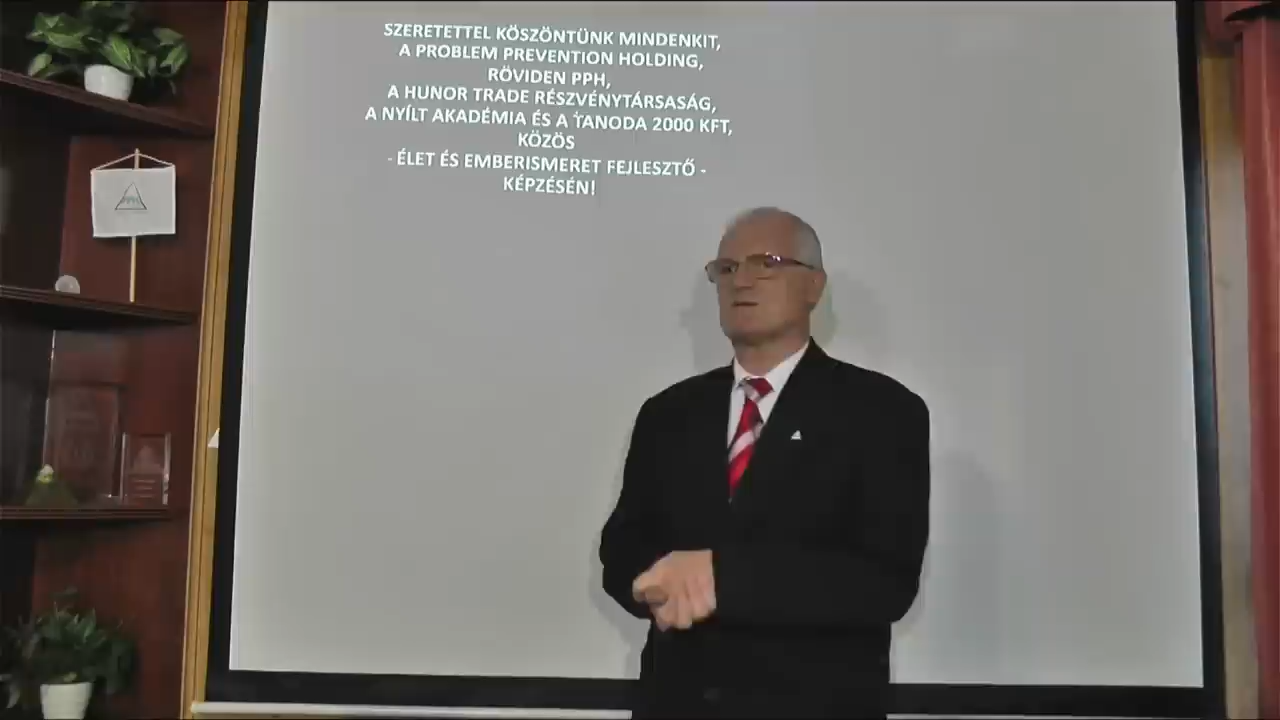 SZERETETTEL KÖSZÖNTÜNK MINDENKIT,
A PROBLEM PREVENTION HOLDING,
RÖVIDEN PPH,
A HUNOR TRADE RÉSZVÉNYTÁRSASÁG,
A NYÍLT AKADÉMIA ÉS A TANODA 2000 KFT,
KÖZÖS
- ÉLET ÉS EMBERISMERET FEJLESZTŐ -
KÉPZÉSÉN!
PPH